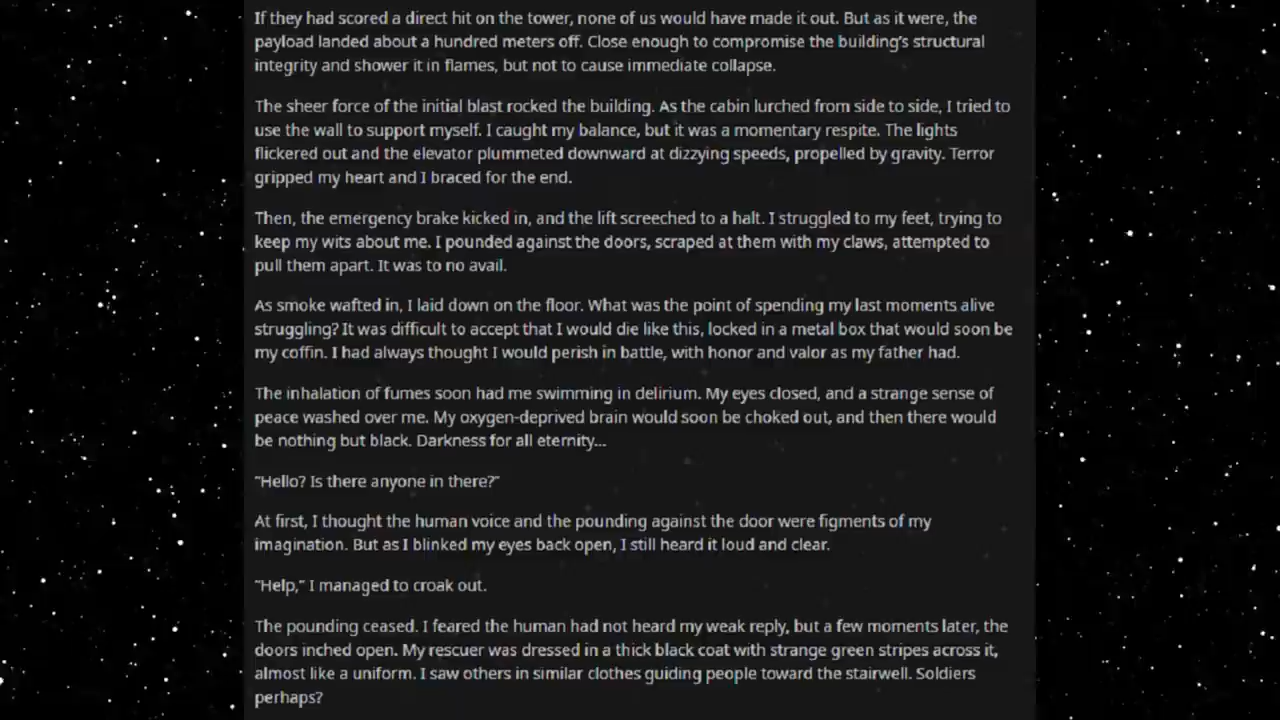 If they had scored a direct hit on the tower, none of us would have made it out. But as it were, the
payload landed about a hundred meters off. Close enough to compromise the building's structural
integrity and shower it in flames, but not to cause immediate collapse.
The sheer force of the initial blast rocked the building. As the cabin lurched from side to side, I tried to
use the wall to support myself. I caught my balance, but it was a momentary respite. The lights
flickered out and the elevator plummeted downward at dizzying speeds, propelled by gravity. Terror
gripped my heart and I braced for the end.
Then, the emergency brake kicked in, and the lift screeched to a halt. I struggled to my feet, trying to
keep my wits about me. I pounded against the doors, scraped at them with my claws, attempted to
pull them apart. It was to no avail.
As smoke wafted in, I laid down on the floor. What was the point of spending my last moments alive
struggling? It was difficult to accept that I would die like this, locked in a metal box that would soon be
my coffin. I had always thought I would perish in battle, with honor and valor as my father had.
The inhalation of fumes soon had me swimming in delirium. My eyes closed, and a strange sense of
peace washed over me. My oxygen-deprived brain would soon be choked out, and then there would
be nothing but black. Darkness for all eternity...
“Hello? Is there anyone in there?”
At first, I thought the human voice and the pounding against the door were figments of my
imagination. But as I blinked my eyes back open, I still heard it loud and clear.
“Help,” I managed to croak out.
The pounding ceased. I feared the human had not heard my weak reply, but a few moments later, the
doors inched open. My rescuer was dressed in a thick black coat with strange green stripes across it,
almost like a uniform. I saw others in similar clothes guiding people toward the stairwell. Soldiers
perhaps?